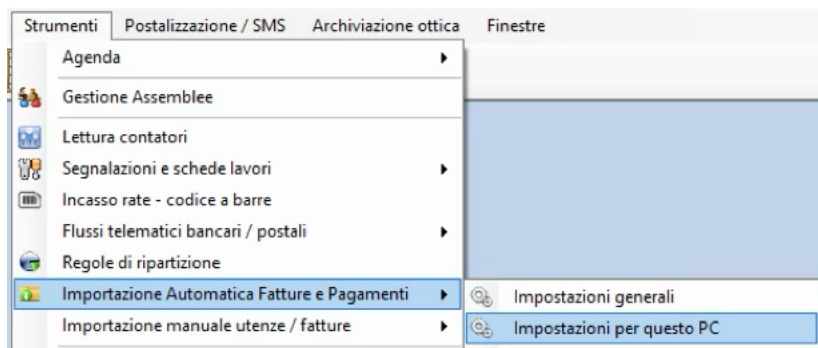 Strumenti Postalizzazione / SMS Archiviazione ottica Finestre
Agenda
Gestione Assemblee
Lettura contatori
Segnalazioni e schede lavori
Incasso rate - codice a barre
Flussi telematici bancari / postali
Regole di ripartizione
Importazione Automatica Fatture e Pagamenti Impostazioni generali
Importazione manuale utenze / fatture Impostazioni per questo PC